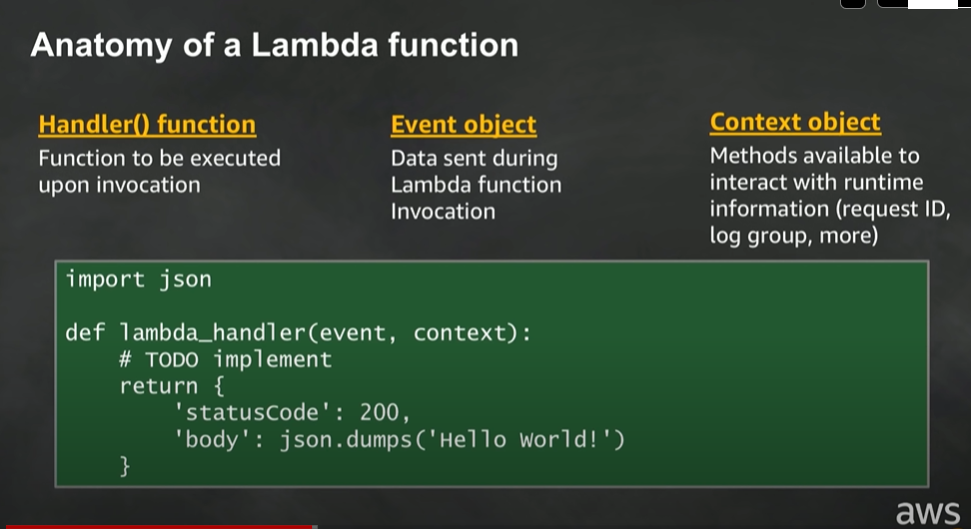 Anatomy of a Lambda function
Handler() function
Function to be executed
upon invocation
Event object
Data sent during
Lambda function
Invocation
Context object
Methods available to
interact with runtime
information (request ID,
log group, more)
import json
def lambda_handler(event, context):
    # TODO implement
    return {
        'statusCode': 200,
        'body': json.dumps('Hello World!')
    }
aws